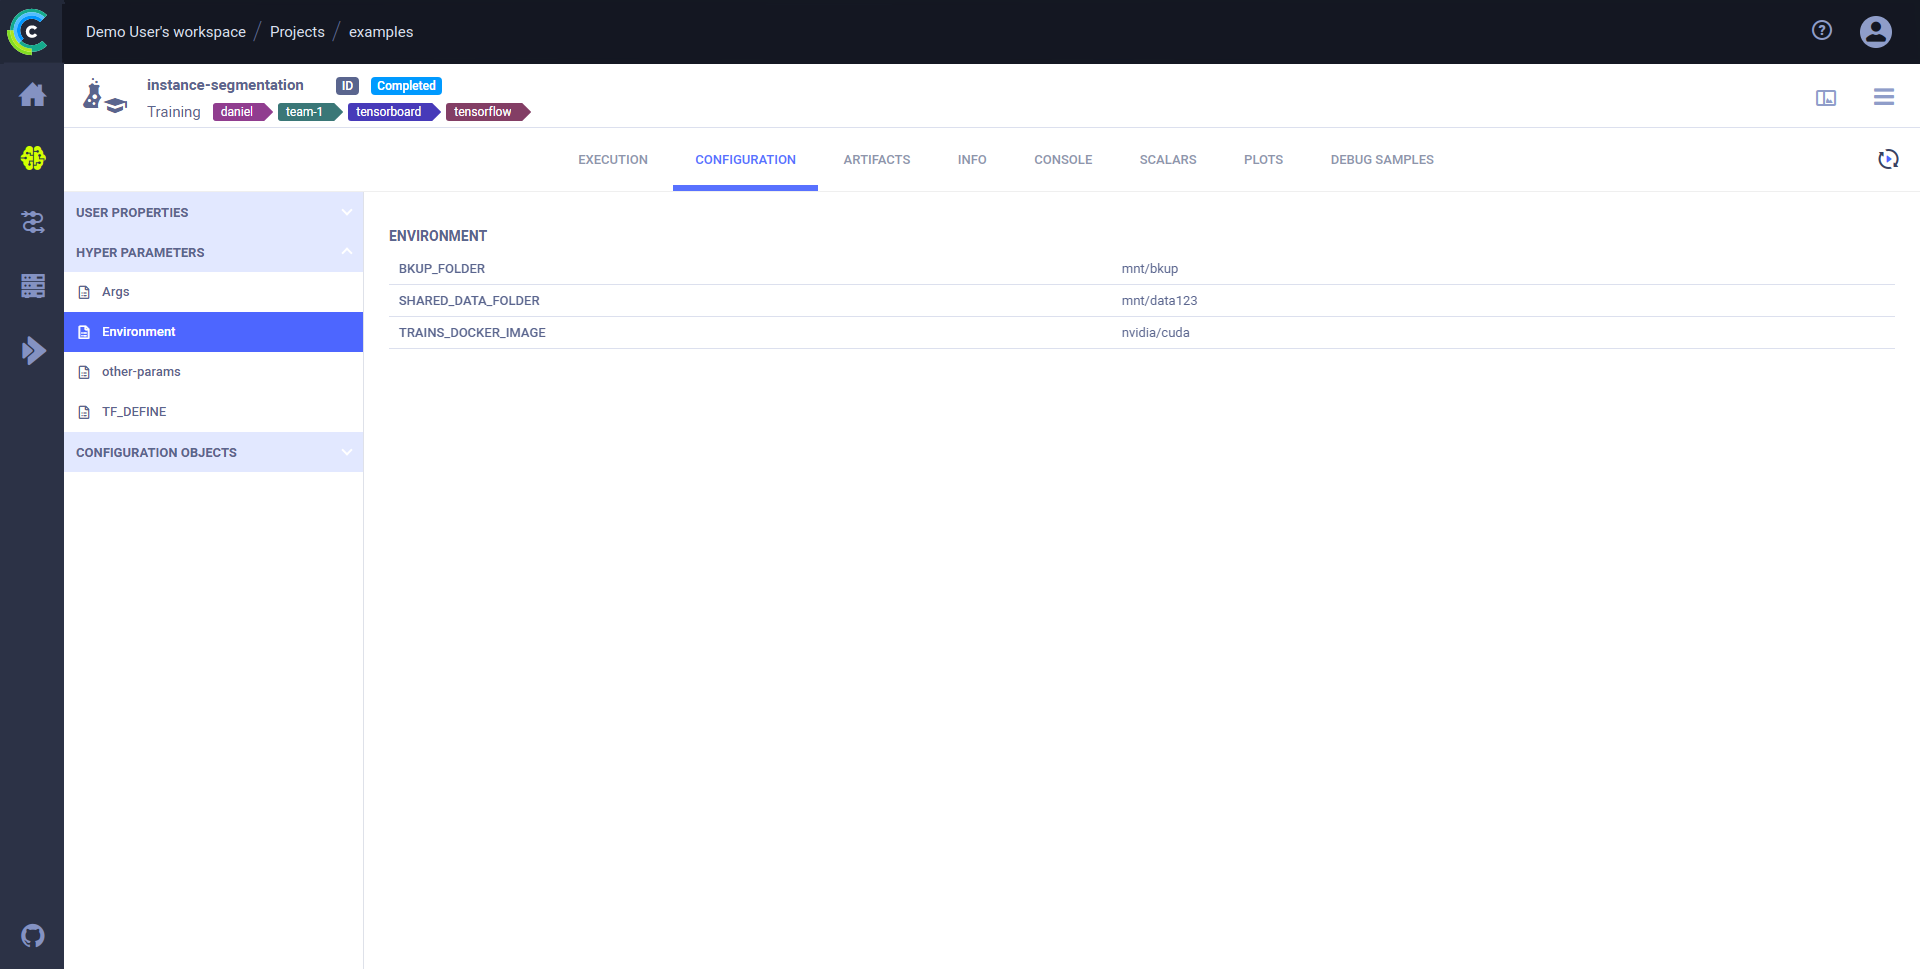 Demo User's workspace / Projects / examples
instance-segmentation ID Completed
Training daniel team-1 tensorboard tensorflow
EXECUTION CONFIGURATION ARTIFACTS INFO CONSOLE SCALARS PLOTS DEBUG SAMPLES
USER PROPERTIES
HYPER PARAMETERS
Args
Environment
other-params
TF_DEFINE
CONFIGURATION OBJECTS
ENVIRONMENT
BKUP_FOLDER mnt/bkup
SHARED_DATA_FOLDER mnt/data123
TRAINS_DOCKER_IMAGE nvidia/cuda